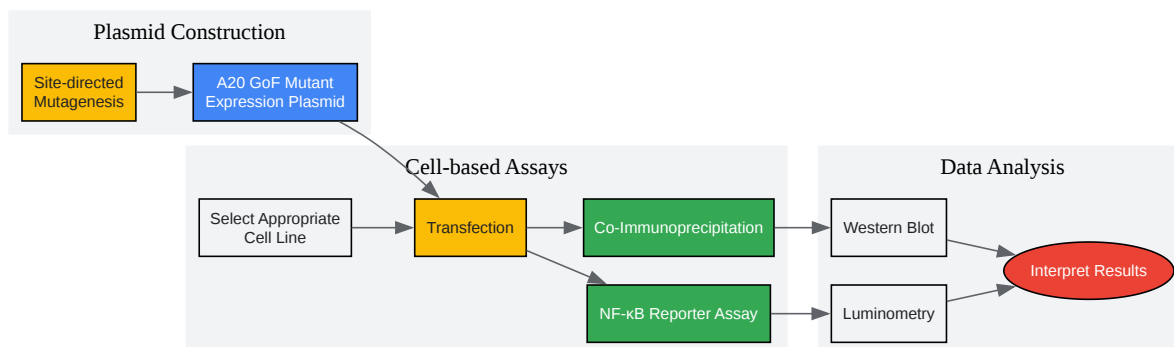 Plasmid Construction
Site-directed
Mutagenesis
A20 GoF Mutant
Expression Plasmid
Cell-based Assays
Select Appropriate
Cell Line
Transfection
Co-Immunoprecipitation
NF-κB Reporter Assay
Data Analysis
Western Blot
Luminometry
Interpret Results